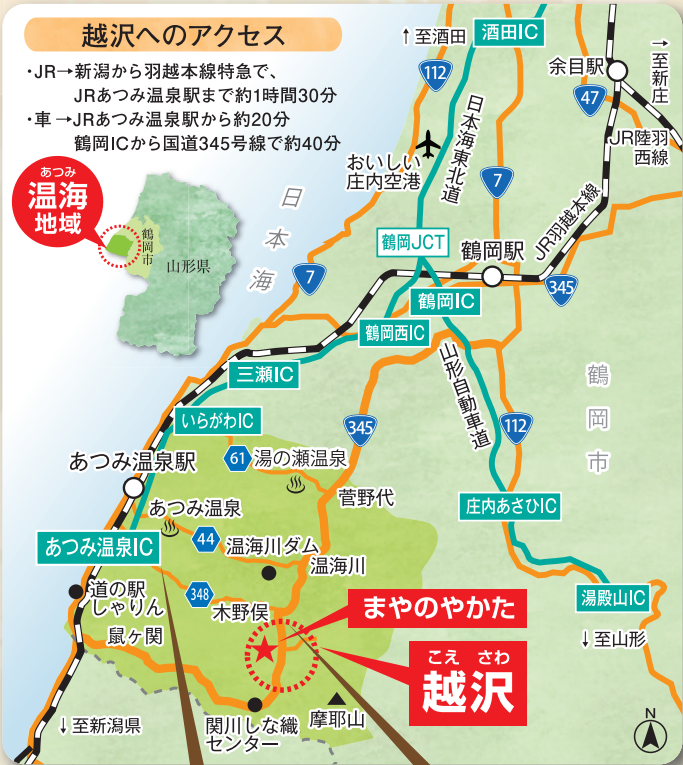 越沢へのアクセス
・JR→新潟から羽越本線特急で、
JRあつみ温泉駅まで約1時間30分
・車→JRあつみ温泉駅から約20分
鶴岡ICから国道345号線で約40分
あつみ
温海
地域
鶴岡市
山形県
日本海
↑至酒田
酒田IC
112
余目駅
→至新庄
47
JR陸羽
西線
日本海東北道
おいしい
庄内空港
7
JR羽越本線
鶴岡JCT
鶴岡駅
7
345
鶴岡IC
鶴岡西IC
三瀬IC
山形自動車道
鶴岡市
いらがわIC
345
112
あつみ温泉駅
61
湯の瀬温泉
菅野代
あつみ温泉
庄内あさひIC
あつみ温泉IC
44
温海川ダム
温海川
道の駅
しゃりん
348
木野俣
まやのやかた
湯殿山IC
鼠ヶ関
↓至山形
こえ さわ
越沢
↓至新潟県
関川しな織
センター
摩耶山
N